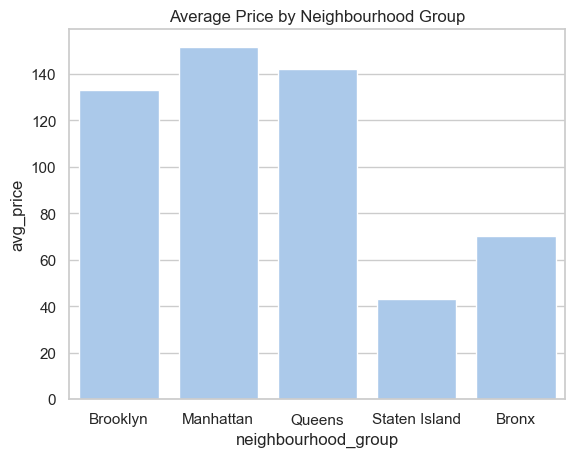 Average Price by Neighbourhood Group
avg_price
140
120
100
80
60
40
20
0
Brooklyn Manhattan Queens Staten Island Bronx
neighbourhood_group